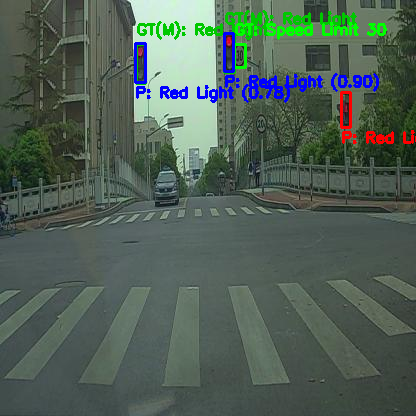 GT(M): Red Light
GT(M): Red
GT: Speed Limit 30
P: Red Light (0.90)
P: Red Light (0.78)
P: Red Li